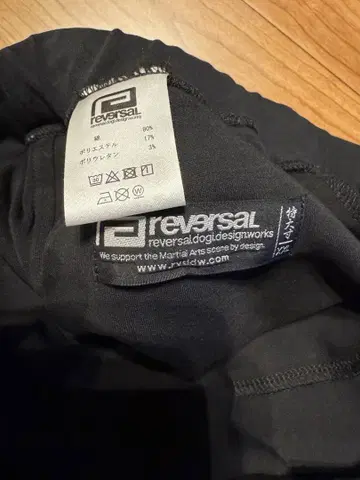 reversal
reversal.dogi.design.works
綿 80%
ポリエステル 17%
ポリウレタン 3%
reversal
reversal.dogi.design.works
We support the Martial Arts scene by design.
www.rvslddw.com